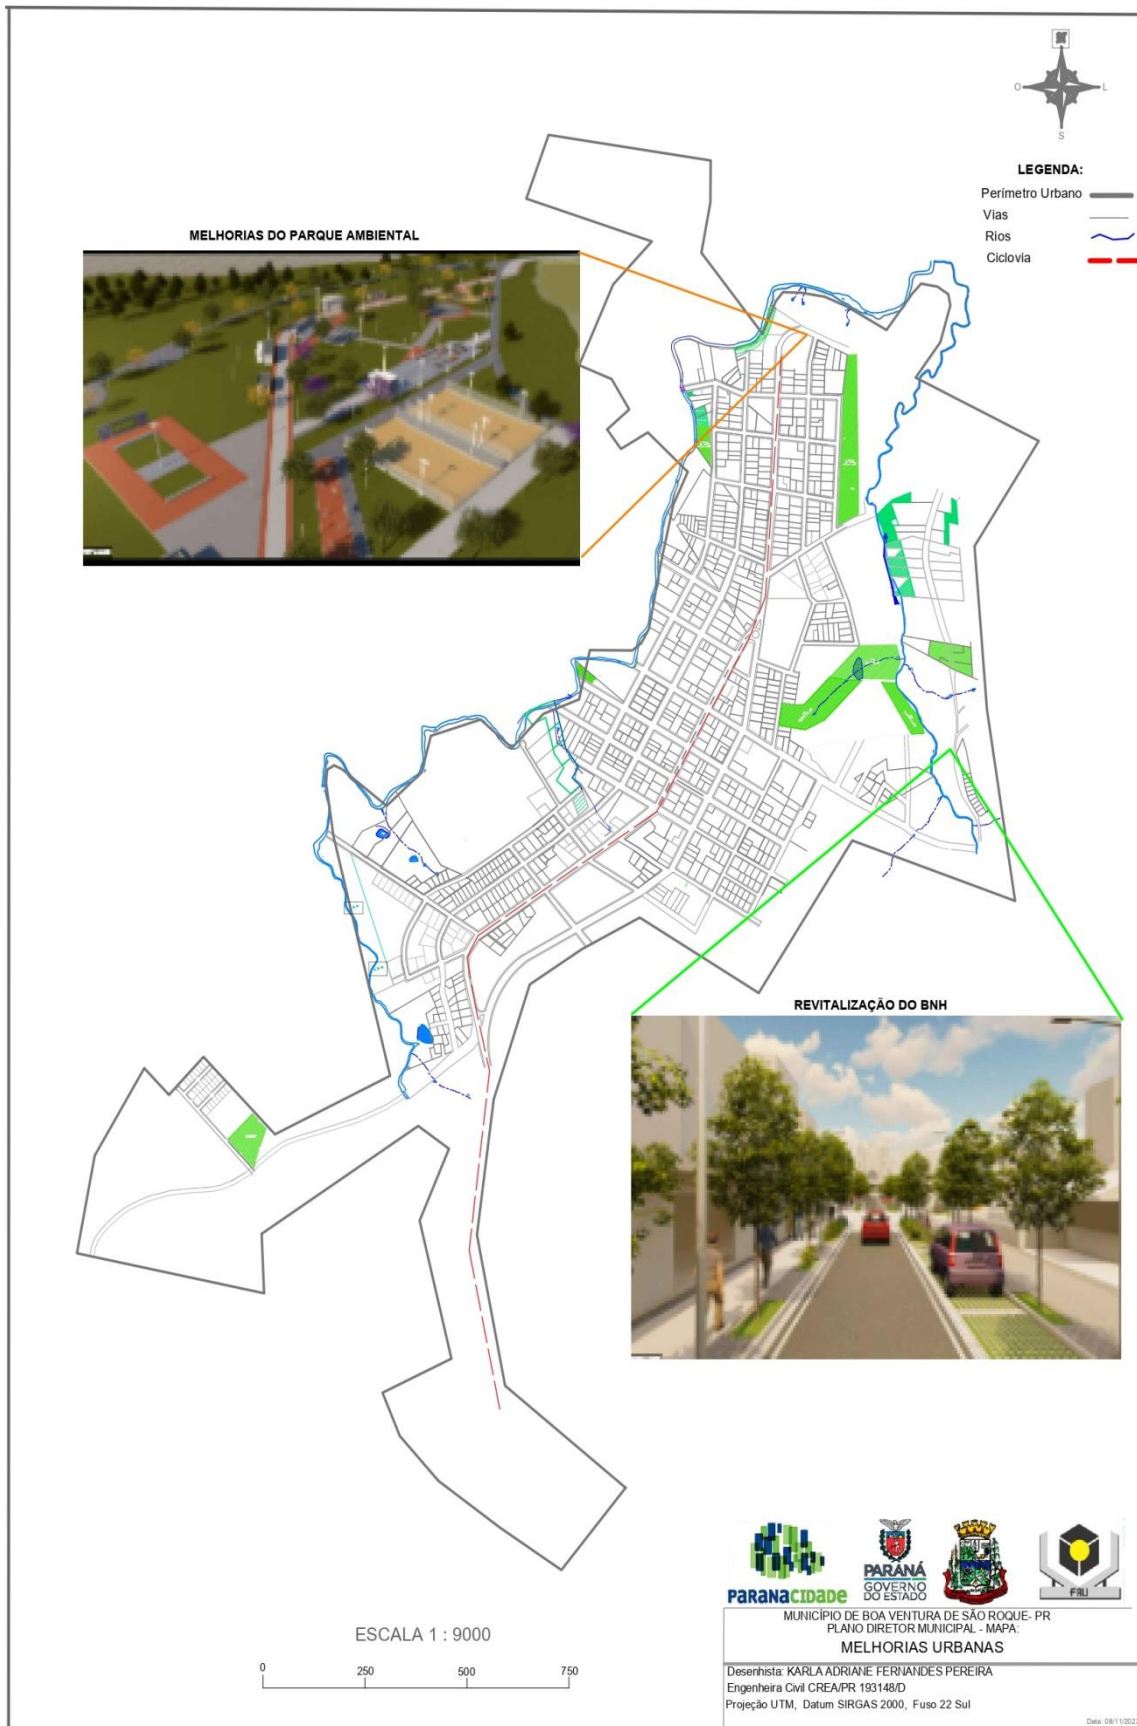 O
L
S
LEGENDA:
Perímetro Urbano
Vias
Rios
Ciclovia
MELHORIAS DO PARQUE AMBIENTAL
REVITALIZAÇÃO DO BNH
PARANACIDADE
PARANÁ
GOVERNO
DO ESTADO
FAU
MUNICÍPIO DE BOA VENTURA DE SÃO ROQUE- PR
PLANO DIRETOR MUNICIPAL - MAPA:
MELHORIAS URBANAS
Desenhista: KARLA ADRIANE FERNANDES PEREIRA
Engenheira Civil CREA/PR 193148/D
Projeção UTM, Datum SIRGAS 2000, Fuso 22 Sul
ESCALA 1 : 9000
0 250 500 750